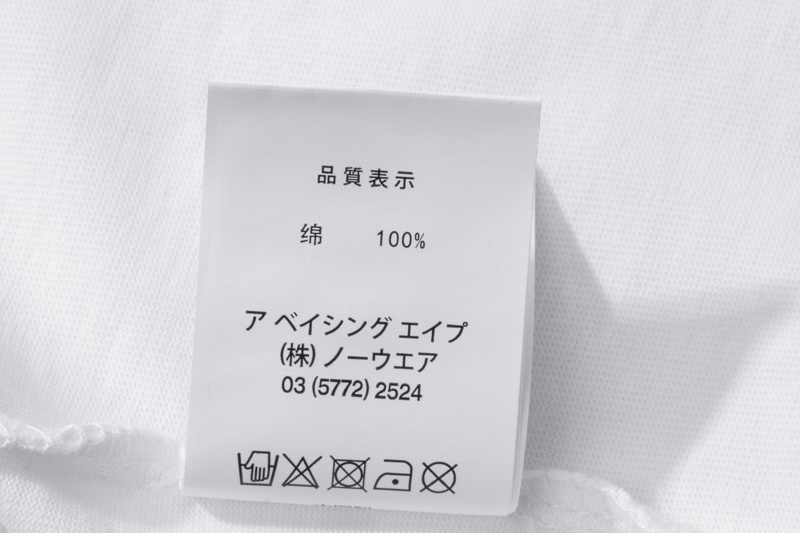 品質表示
绵 100%
ア ベイシング エイプ
(株) ノーウエア
03 (5772) 2524